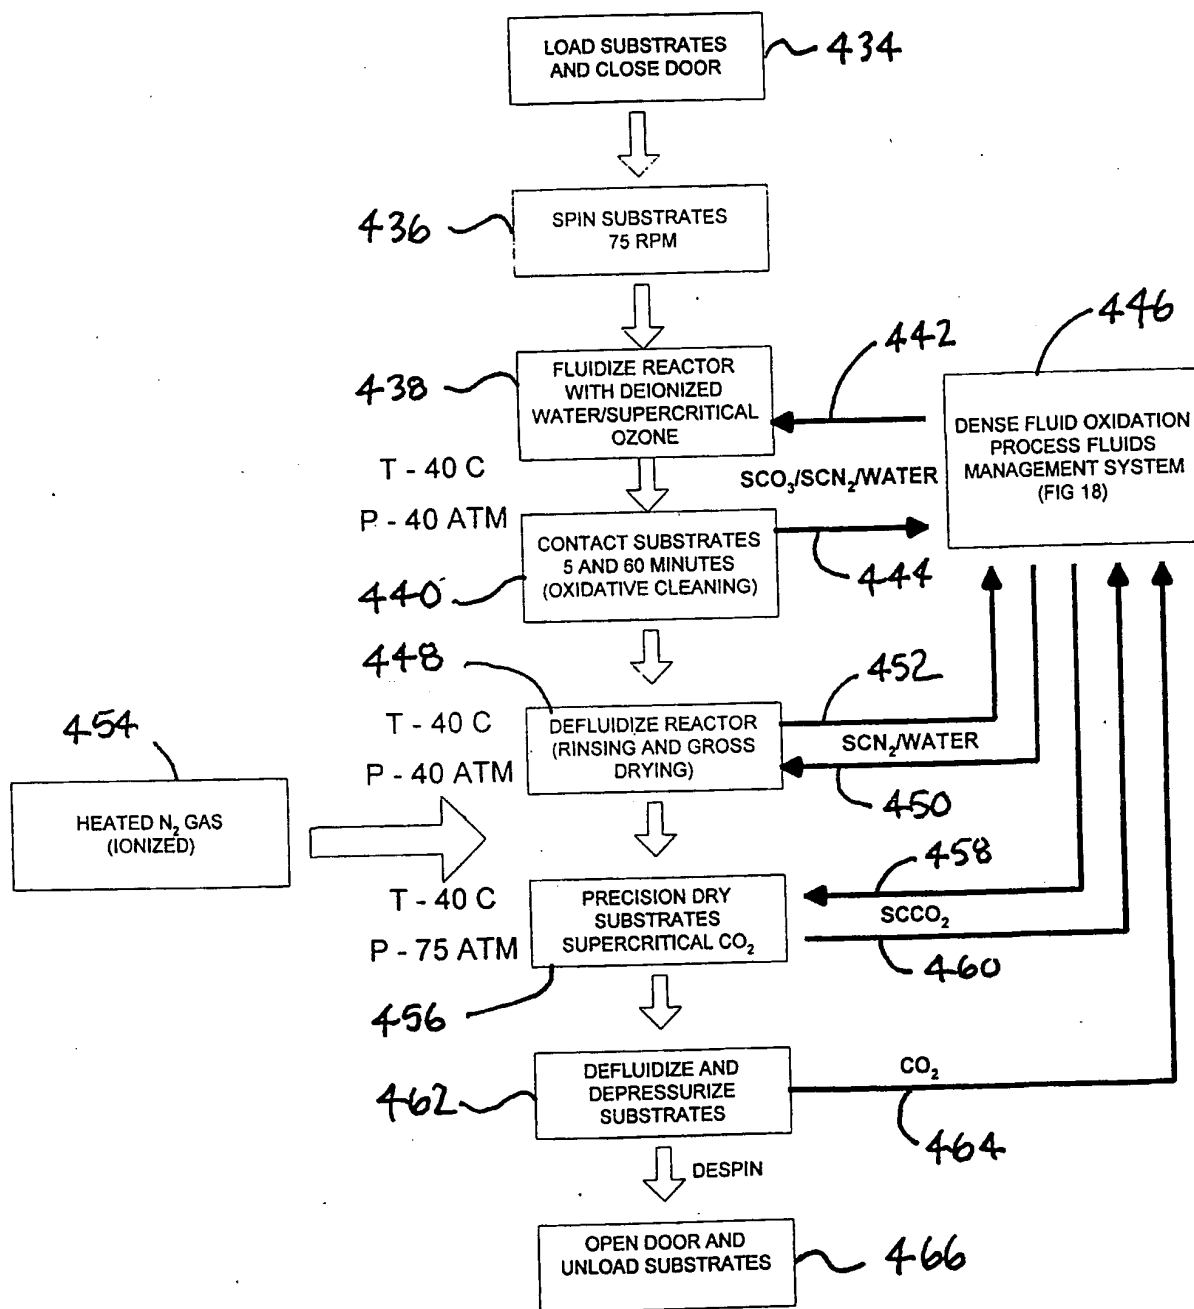 LOAD SUBSTRATES
AND CLOSE DOOR
434
SPIN SUBSTRATES
75 RPM
436
446
442
FLUIDIZE REACTOR
WITH DEIONIZED
WATER/SUPERCRITICAL
OZONE
438
DENSE FLUID OXIDATION
PROCESS FLUIDS
MANAGEMENT SYSTEM
(FIG 18)
T - 40 C
P - 40 ATM
SCO₃/SCN₂/WATER
CONTACT SUBSTRATES
5 AND 60 MINUTES
(OXIDATIVE CLEANING)
440
444
448
452
454
T - 40 C
P - 40 ATM
DEFLUIDIZE REACTOR
(RINSING AND GROSS
DRYING)
SCN₂/WATER
450
HEATED N₂ GAS
(IONIZED)
458
T - 40 C
P - 75 ATM
PRECISION DRY
SUBSTRATES
SUPERCRITICAL CO₂
SCCO₂
460
456
DEFLUIDIZE AND
DEPRESSURIZE
SUBSTRATES
462
CO₂
464
DESPIN
OPEN DOOR AND
UNLOAD SUBSTRATES
466